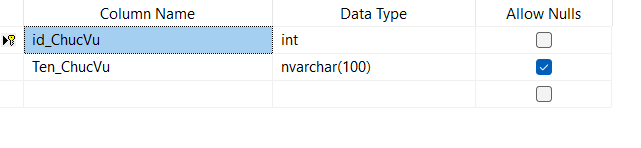 Column Name Data Type Allow Nulls
id_ChucVu int
Ten_ChucVu nvarchar(100)